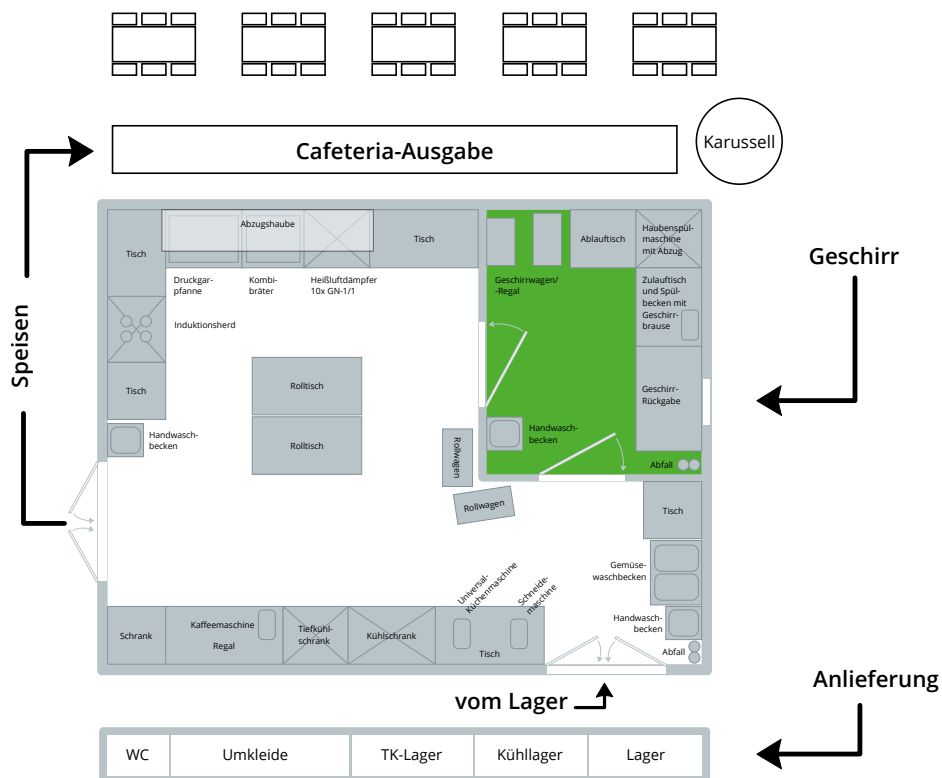 Karussell
Cafeteria-Ausgabe
Abzugshaube
Tisch
Tisch
Ablauftisch
Haubenspül-
maschine
mit Abzug
Druckgar-
pfanne
Kombi-
bräter
Heißluftdämpfer
10x GN-1/1
Geschirrwagen/
-Regal
Zulauftisch
und Spül-
becken mit
Geschirr-
brause
Geschirr
Speisen
Induktionsherd
Tisch
Rolltisch
Rolltisch
Geschirr-
Rückgabe
Handwasch-
becken
Handwasch-
becken
Rollwagen
Rollwagen
Abfall
Tisch
Gemüse-
waschbecken
Universal-
Küchenmaschine
Schneide-
maschine
Handwasch-
becken
Schrank
Kaffeemaschine
Regal
Tiefkühl-
schrank
Kühlschrank
Tisch
Abfall
vom Lager
Anlieferung
WC
Umkleide
TK-Lager
Kühllager
Lager